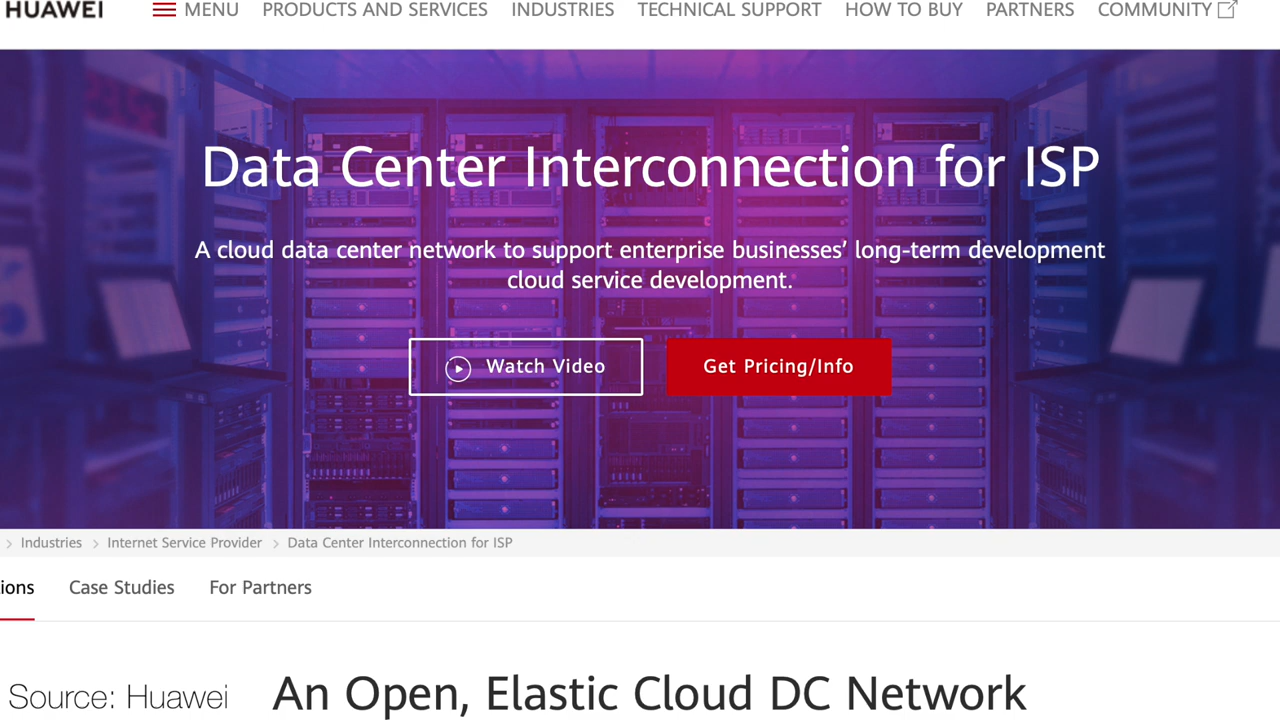 HUAWEI
MENU PRODUCTS AND SERVICES INDUSTRIES TECHNICAL SUPPORT HOW TO BUY PARTNERS COMMUNITY
Data Center Interconnection for ISP
A cloud data center network to support enterprise businesses’ long-term development
cloud service development.
Watch Video Get Pricing/Info
Industries Internet Service Provider Data Center Interconnection for ISP
ions Case Studies For Partners
An Open, Elastic Cloud DC Network
Source: Huawei